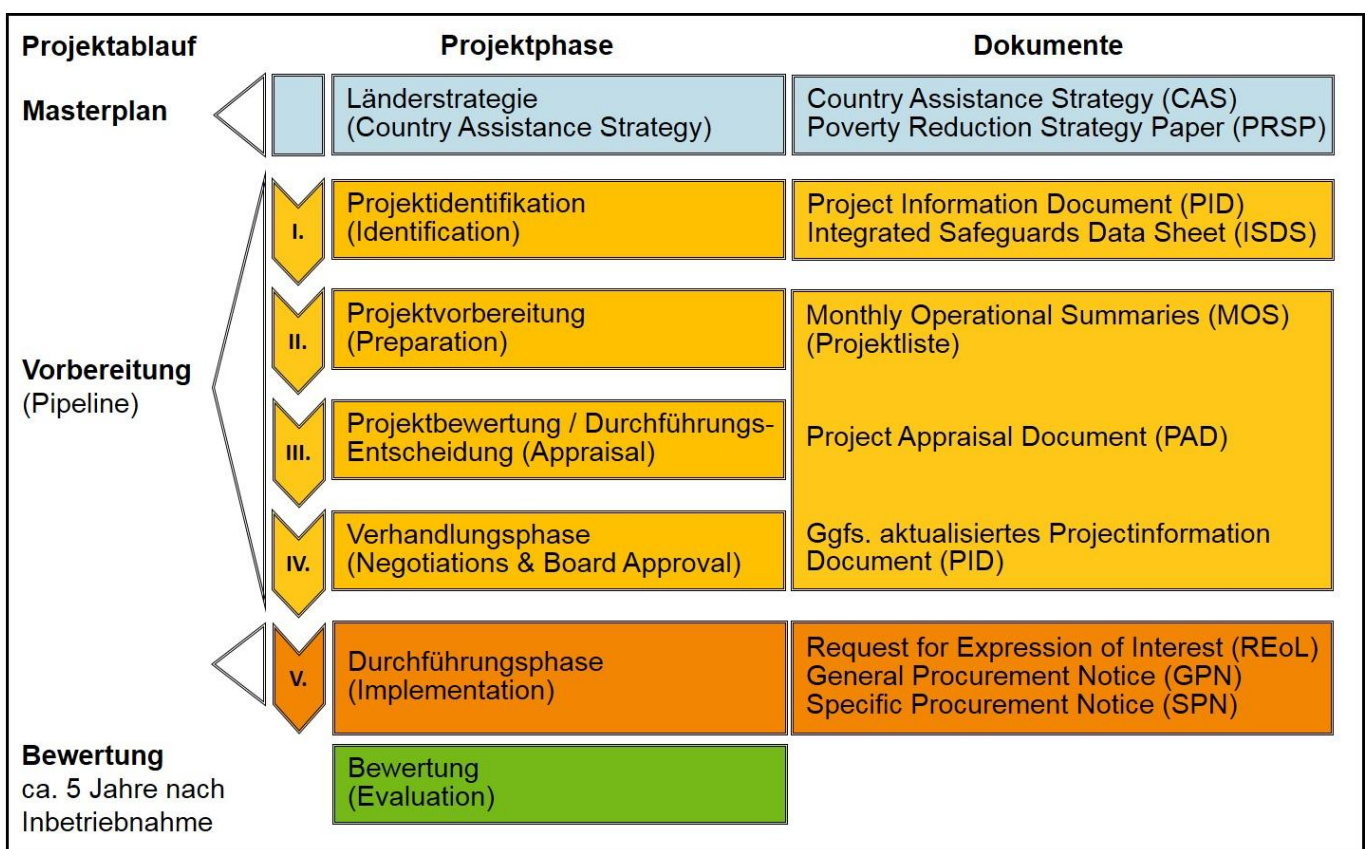 Projektablauf
Projektphase
Dokumente
Masterplan
Länderstrategie
(Country Assistance Strategy)
Country Assistance Strategy (CAS)
Poverty Reduction Strategy Paper (PRSP)
Vorbereitung
(Pipeline)
I.
Projektidentifikation
(Identification)
Project Information Document (PID)
Integrated Safeguards Data Sheet (ISDS)
II.
Projektvorbereitung
(Preparation)
Monthly Operational Summaries (MOS)
(Projektliste)
III.
Projektbewertung / Durchführungs-
Entscheidung (Appraisal)
Project Appraisal Document (PAD)
IV.
Verhandlungsphase
(Negotiations & Board Approval)
Ggfs. aktualisiertes Projectinformation
Document (PID)
V.
Durchführungsphase
(Implementation)
Request for Expression of Interest (REoL)
General Procurement Notice (GPN)
Specific Procurement Notice (SPN)
Bewertung
ca. 5 Jahre nach
Inbetriebnahme
Bewertung
(Evaluation)